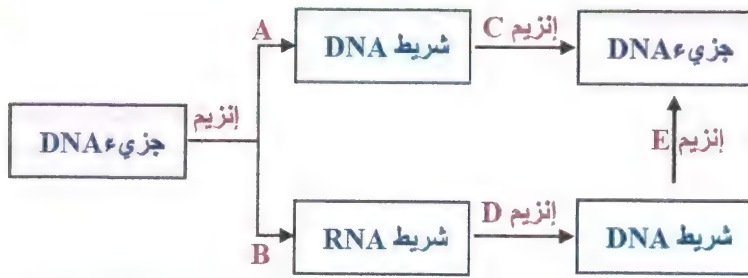 A
شريط DNA
إنزيم C
جزيء DNA
إنزيم
جزيء DNA
إنزيم E
B
شريط RNA
إنزيم D
شريط DNA